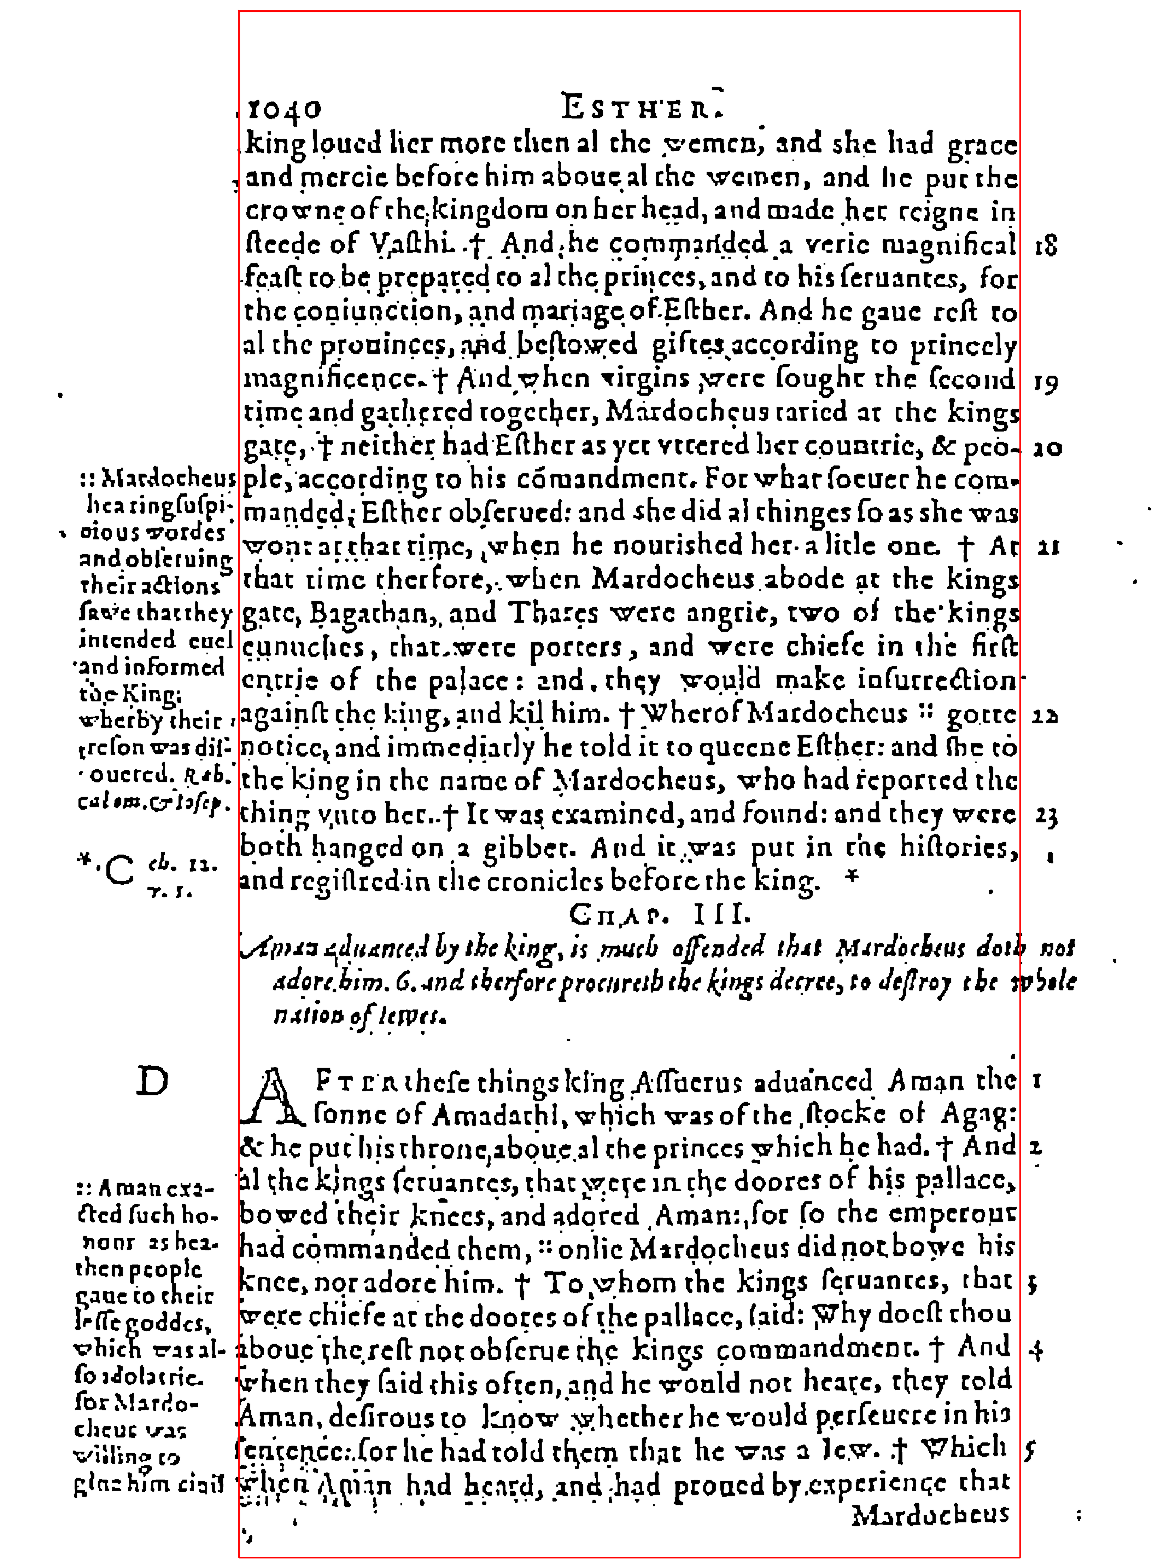 1040 ESTHER.
king loued her more then al the wemen, and she had grace
and mercie before him aboue al the wemen, and he put the
crowne of the kingdom on her head, and made her reigne in
ſteede of Vaſthi. † And he commanded a verie magnifical 18
feaſt to be prepared to al the princes, and to his ſeruantes, for
the coniunction, and mariage of Eſther. And he gaue reſt to
al the prouinces, and beſtowed giftes according to princely
magnificence. † And when virgins were ſought the ſecond 19
time and gathered together, Mardocheus taried at the kings
gate, † neither had Eſther as yet vttered her countrie, & peo- 20
ple, according to his cõmandment. For whatſoeuer he com-
manded, Eſther obſerued: and she did al thinges ſo as she was
wont at that time, when he nourished her a litle one. † At 21
that time therfore, when Mardocheus abode at the kings
gate, Bagathan, and Thares were angrie, two of the kings
eunuches, that were porters, and were chiefe in the firſt
entrie of the palace: and they would make inſurrection
againſt the king, and kil him. † Wherof Mardocheus :: gotte 22
notice, and immediatly he told it to queene Eſther: and ſhe to
the king in the name of Mardocheus, who had reported the
thing vnto her. † It was examined, and found: and they were 23
both hanged on a gibbet. And it was put in the hiſtories,
and regiſtred in the cronicles before the king. *
:: Mardocheus
hearing ſuſpi-
cious wordes
and obſeruing
their actions
ſawe that they
intended euel
and informed
the King:
wherby their
treſon was diſ-
ouered. Rab.
calom. & Ioſep.
*. C ch. 12.
v. 1.
CHAP. III.
Aman aduanced by the king, is much offended that Mardocheus doth not
adore him. 6. and therfore procureth the kings decree, to deſtroy the whole
nation of Iewes.
D
AFTER theſe things king Aſſuerus aduanced Aman the 1
ſonne of Amadathi, which was of the ſtocke of Agag:
& he put his throne aboue al the princes which he had. † And 2
al the kings ſeruantes, that were in the doores of his pallace,
bowed their knees, and adored Aman: for ſo the emperour
had commanded them, :: onlie Mardocheus did not bowe his
knee, nor adore him. † To whom the kings ſeruantes, that 3
were chiefe at the doores of the pallace, ſaid: Why doeſt thou
aboue the reſt not obſerue the kings commandment. † And 4
when they ſaid this often, and he would not heare, they told
Aman, deſirous to know whether he would perſeuere in his
ſentence: for he had told them that he was a Iew. † Which 5
when Aman had heard, and had proued by experience that
:: Aman exa-
cted ſuch ho-
nour as hea-
then people
gaue to their
leſſe goddes,
which was al-
ſo idolatrie.
for Mardo-
cheus was
willing to
giue him ciuil
Mardocheus